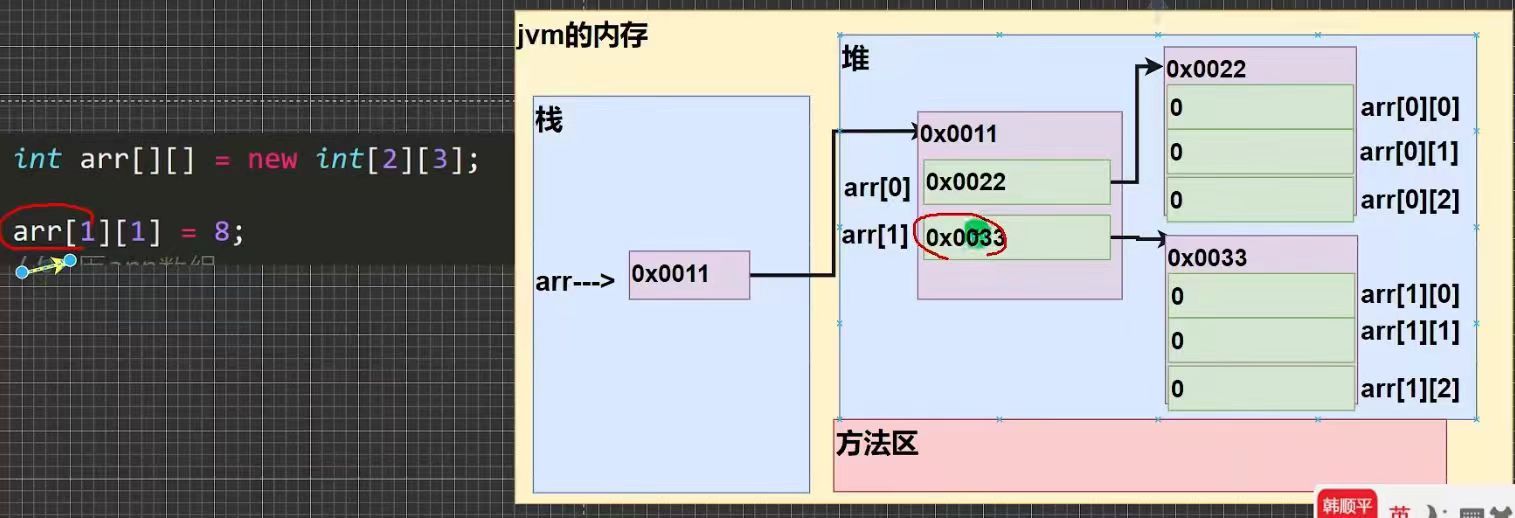 int arr[][] = new int[2][3];
arr[1][1] = 8;
jvm的内存
栈
arr---> 0x0011
堆
0x0011
arr[0] 0x0022
arr[1] 0x0033
0x0022
0 arr[0][0]
0 arr[0][1]
0 arr[0][2]
0x0033
0 arr[1][0]
0 arr[1][1]
0 arr[1][2]
方法区
韩顺平
英